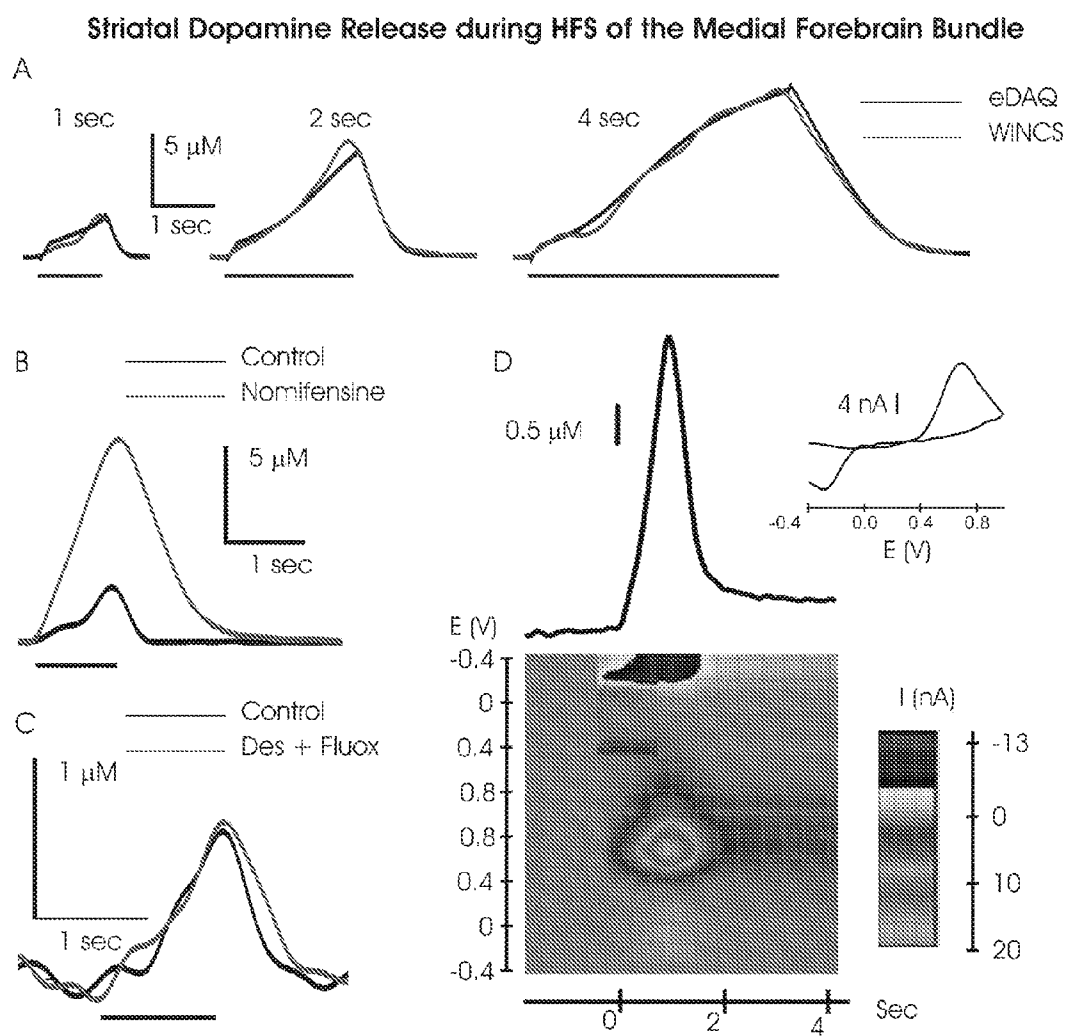 Striatal Dopamine Release during HFS of the Medial Forebrain Bundle
A
1 sec
2 sec
4 sec
eDAQ
WINCS
5 µM
1 sec
B
Control
Nomifensine
5 µM
1 sec
C
Control
Des + Fluox
1 µM
1 sec
D
0.5 µM
4 nA
-0.4
0.0
0.4
0.8
E (V)
E (V)
-0.4
0
0.4
0.8
0.8
0.4
0
-0.4
0
2
4
Sec
I (nA)
-13
0
10
20